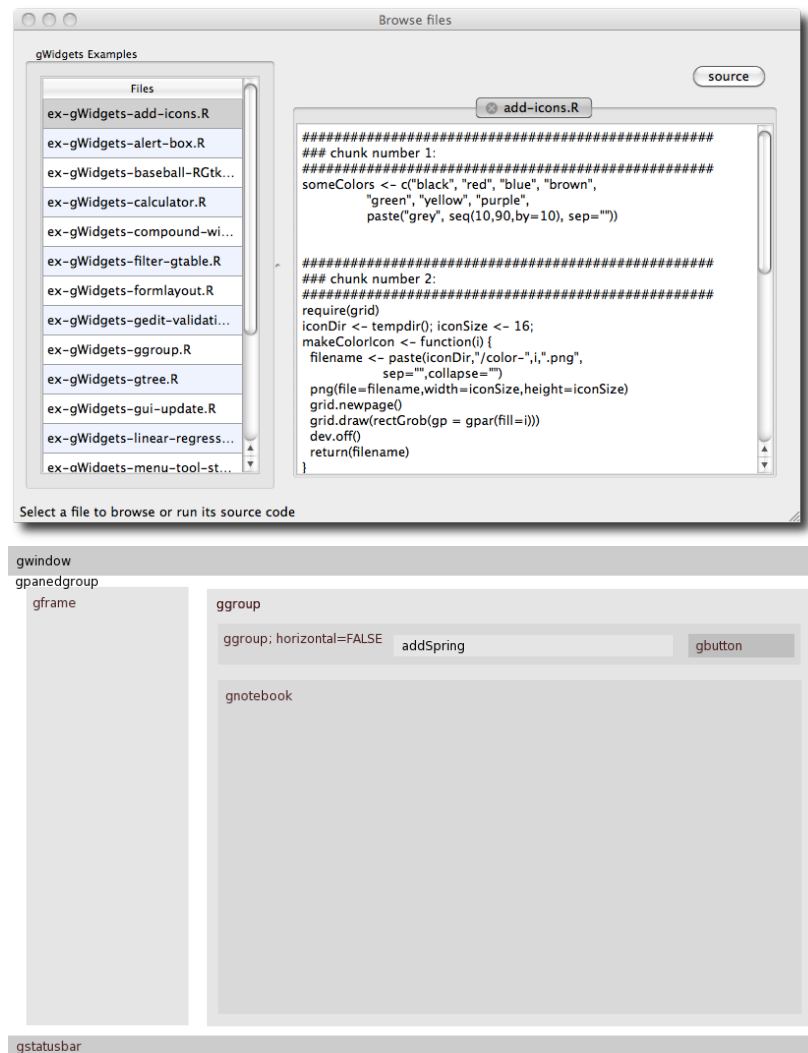 Browse files
gWidgets Examples
Files
ex-gWidgets-add-icons.R
ex-gWidgets-alert-box.R
ex-gWidgets-baseball-RGtk...
ex-gWidgets-calculator.R
ex-gWidgets-compound-wi...
ex-gWidgets-filter-gtable.R
ex-gWidgets-formlayout.R
ex-gWidgets-gedit-validati...
ex-gWidgets-ggroup.R
ex-gWidgets-gtree.R
ex-gWidgets-gui-update.R
ex-gWidgets-linear-regress...
ex-gWidgets-menu-tool-st...
source
add-icons.R
###################################################
### chunk number 1:
###################################################
someColors <- c("black", "red", "blue", "brown",
"green", "yellow", "purple",
paste("grey", seq(10,90,by=10), sep=""))
###################################################
### chunk number 2:
###################################################
require(grid)
iconDir <- tempdir(); iconSize <- 16;
makeColorIcon <- function(i) {
filename <- paste(iconDir,"/color-",i,".png",
sep="",collapse="")
png(file=filename,width=iconSize,height=iconSize)
grid.newpage()
grid.draw(rectGrob(gp = gpar(fill=i)))
dev.off()
return(filename)
}
Select a file to browse or run its source code
gwindow
gpanedgroup
gframe
ggroup
ggroup; horizontal=FALSE
addSpring
gbutton
gnotebook
gstatusbar